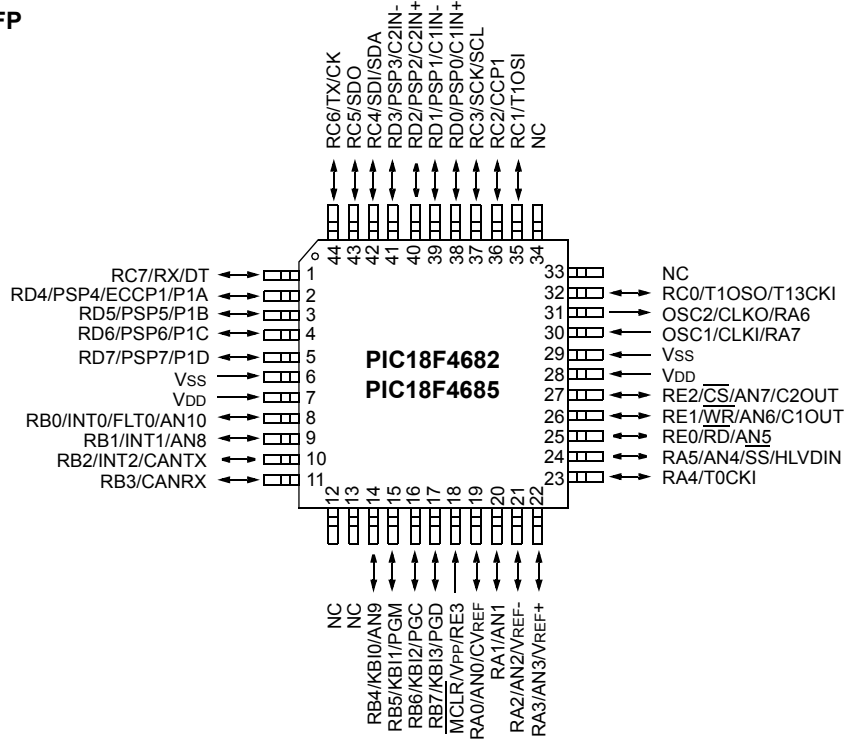 FP
RC6/TX/CK
RC5/SDO
RC4/SDI/SDA
RD3/PSP3/C2IN-
RD2/PSP2/C2IN+
RD1/PSP1/C1IN-
RD0/PSP0/C1IN+
RC3/SCK/SCL
RC2/CCP1
RC1/T1OSI
NC
44
43
42
41
40
39
38
37
36
35
34
RC7/RX/DT 1
RD4/PSP4/ECCP1/P1A 2
RD5/PSP5/P1B 3
RD6/PSP6/P1C 4
RD7/PSP7/P1D 5
VSS 6
VDD 7
RB0/INT0/FLT0/AN10 8
RB1/INT1/AN8 9
RB2/INT2/CANTX 10
RB3/CANRX 11
PIC18F4682
PIC18F4685
33 NC
32 RC0/T1OSO/T13CKI
31 OSC2/CLKO/RA6
30 OSC1/CLKI/RA7
29 VSS
28 VDD
27 RE2/CS/AN7/C2OUT
26 RE1/WR/AN6/C1OUT
25 RE0/RD/AN5
24 RA5/AN4/SS/HLVDIN
23 RA4/T0CKI
12
13
14
15
16
17
18
19
20
21
22
NC
NC
RB4/KBI0/AN9
RB5/KBI1/PGM
RB6/KBI2/PGC
RB7/KBI3/PGD
MCLR/VPP/RE3
RA0/AN0/CVREF
RA1/AN1
RA2/AN2/VREF-
RA3/AN3/VREF+